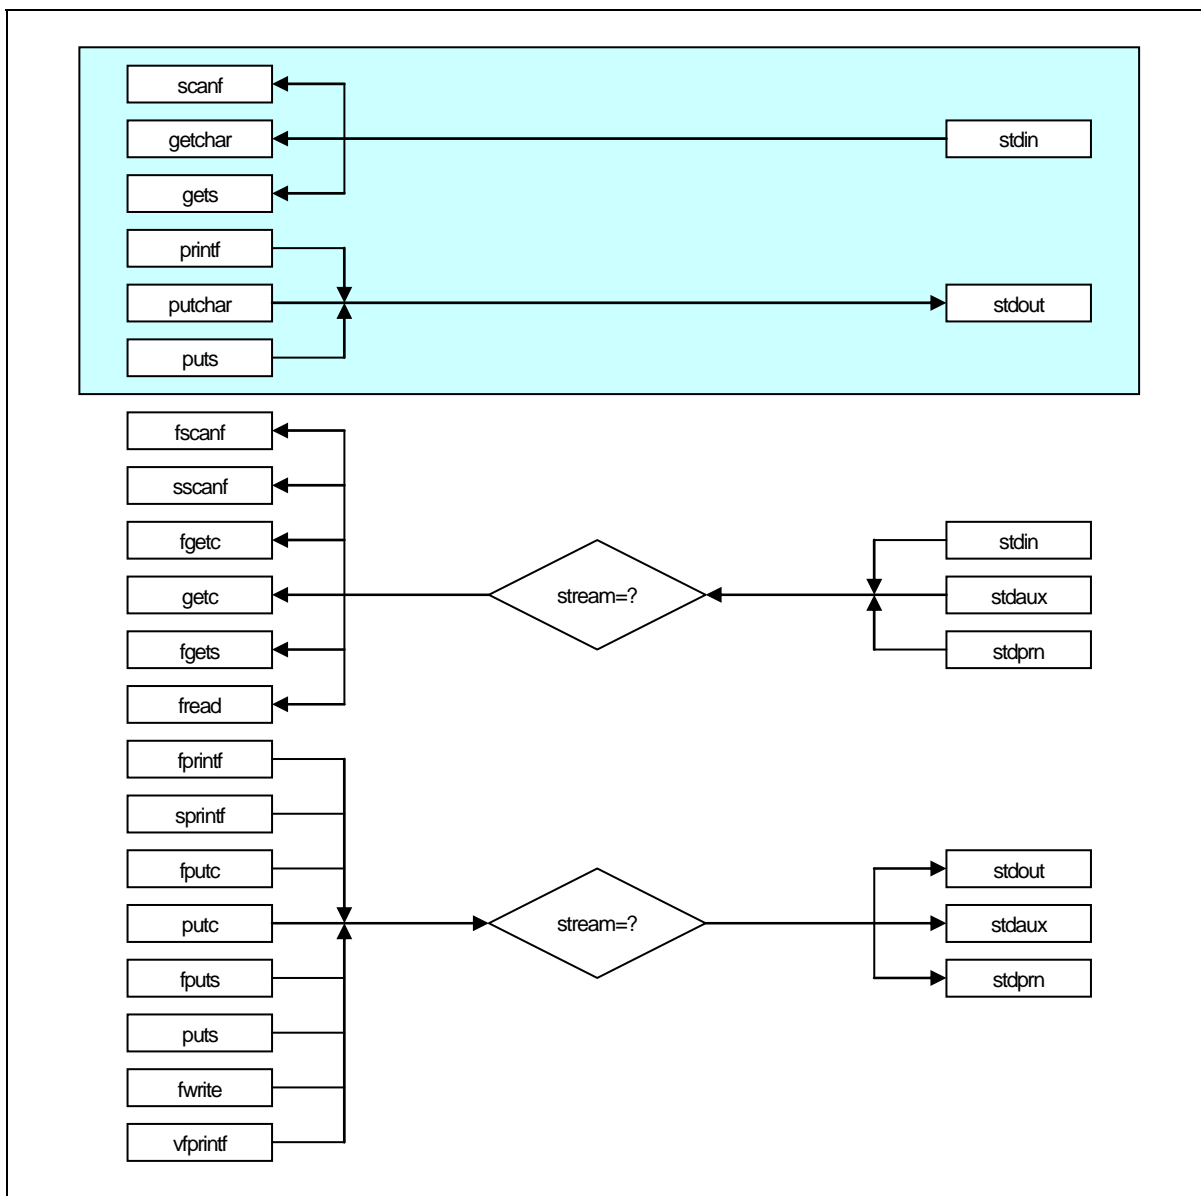 scanf
getchar
stdin
gets
printf
putchar
stdout
puts
fscanf
sscanf
fgetc
stdin
getc
stream=?
stdaux
fgets
stdprn
fread
fprintf
sprintf
fputc
stdout
putc
stream=?
stdaux
fputs
stdprn
puts
fwrite
vfprintf